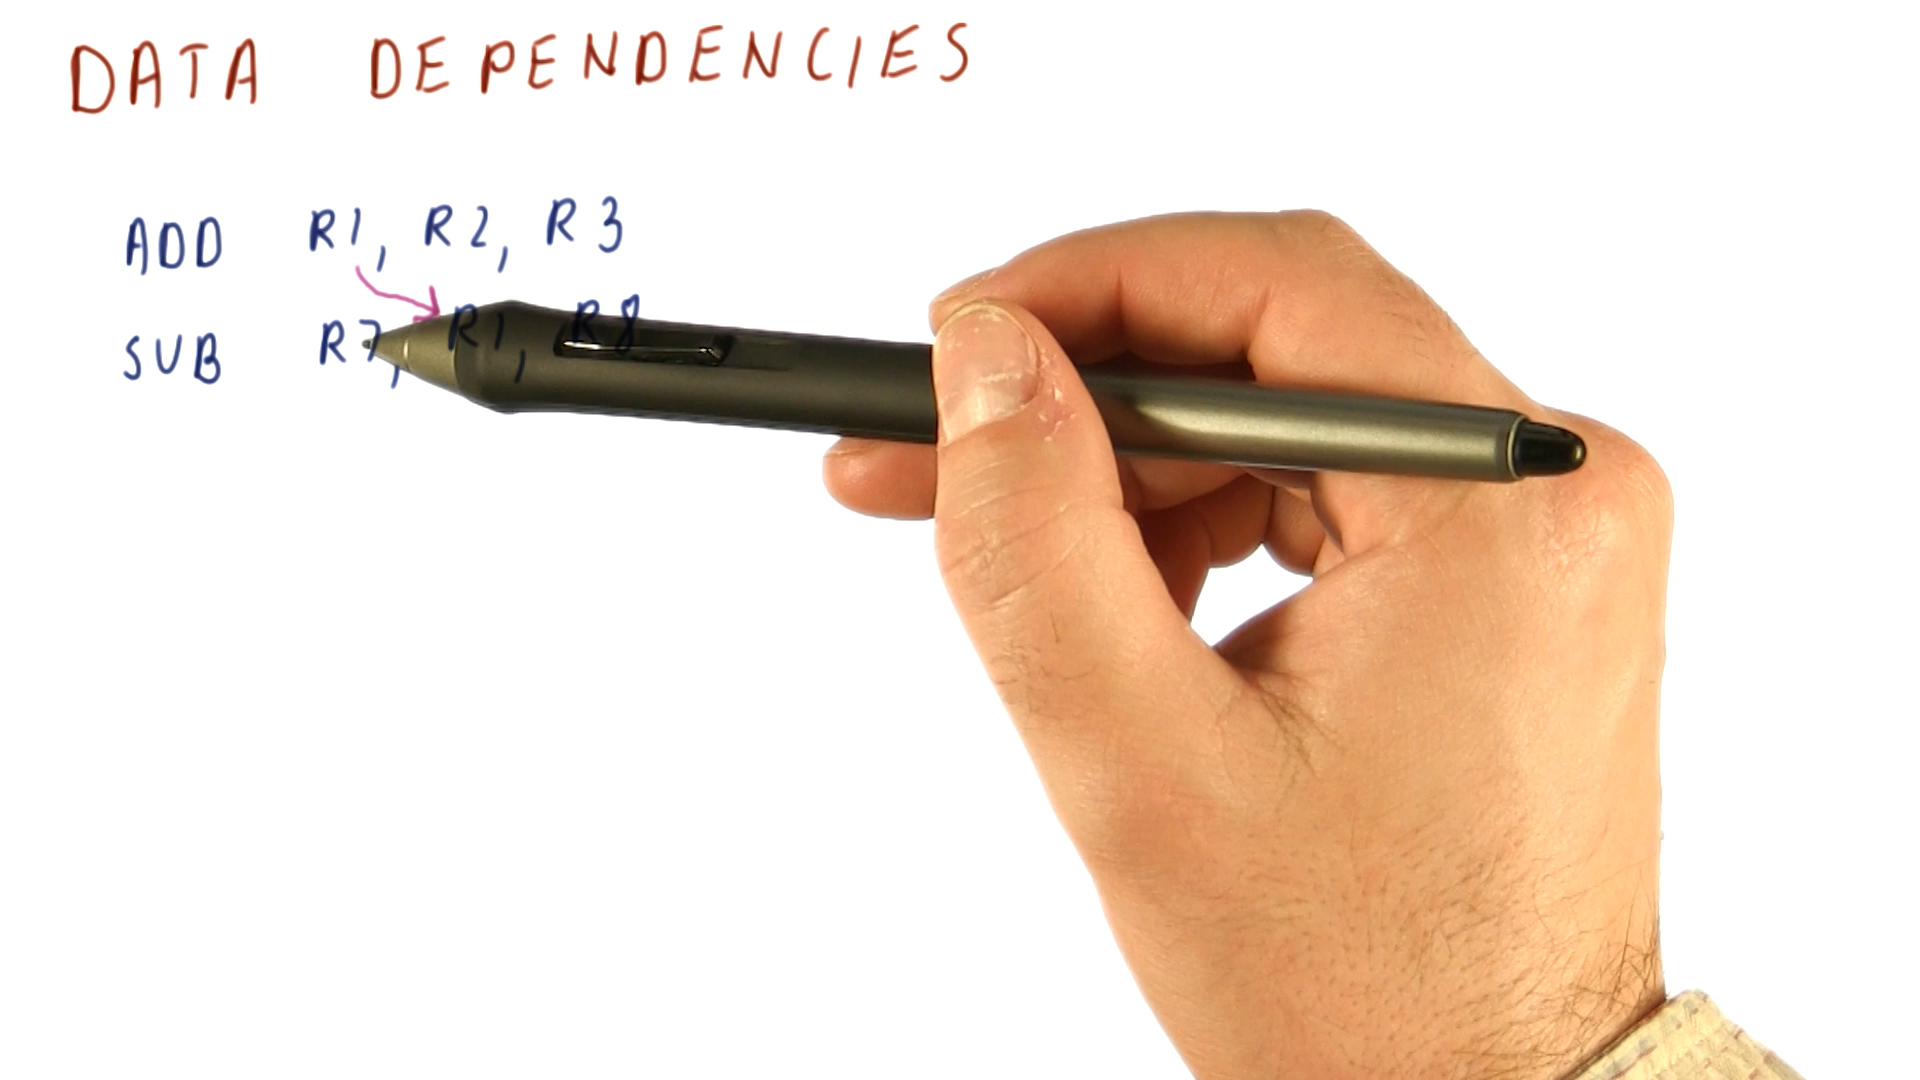 DATA DEPENDENCIES
ADD R1, R2, R3
SUB R7, R1, R8